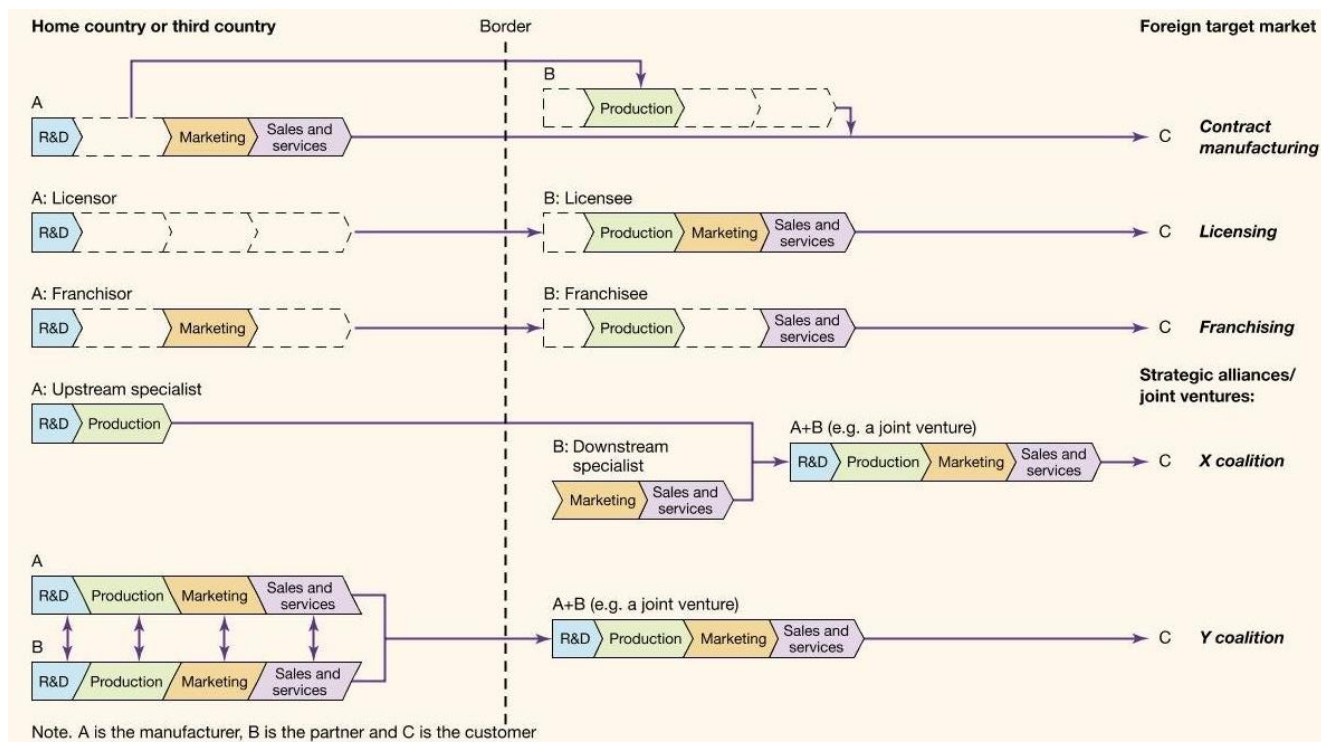 Home country or third country
Border
Foreign target market
A
R&D
Marketing
Sales and
services
B
Production
C
Contract
manufacturing
A: Licensor
R&D
B: Licensee
Production
Marketing
Sales and
services
C
Licensing
A: Franchisor
R&D
Marketing
B: Franchisee
Production
Sales and
services
C
Franchising
Strategic alliances/
joint ventures:
A: Upstream specialist
R&D
Production
B: Downstream
specialist
Marketing
Sales and
services
A+B (e.g. a joint venture)
R&D
Production
Marketing
Sales and
services
C
X coalition
A
R&D
Production
Marketing
Sales and
services
B
R&D
Production
Marketing
Sales and
services
A+B (e.g. a joint venture)
R&D
Production
Marketing
Sales and
services
C
Y coalition
Note. A is the manufacturer, B is the partner and C is the customer